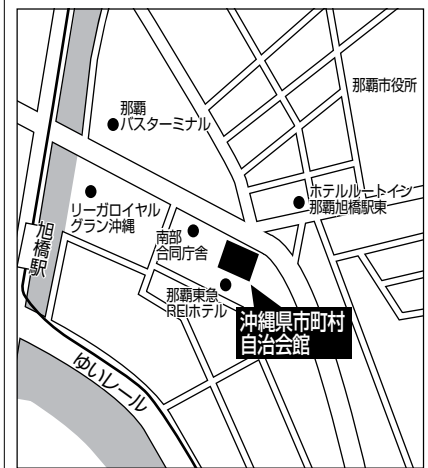 那覇市役所
那覇
バスターミナル
ホテルルートイン
那覇旭橋駅東
リーガロイヤル
グラン沖縄
南部
合同庁舎
旭橋駅
那覇東急
REIホテル
沖縄県市町村
自治会館
ゆいレール